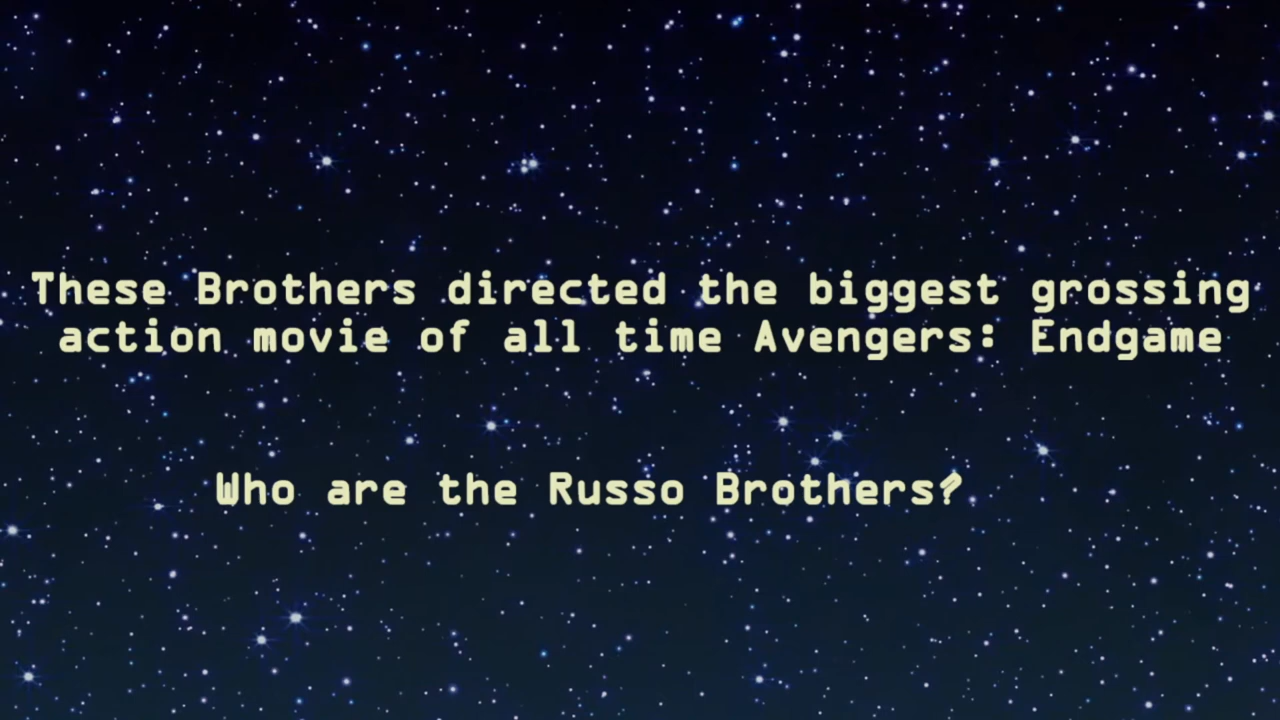 These Brothers directed the biggest grossing
action movie of all time Avengers: Endgame
Who are the Russo Brothers?